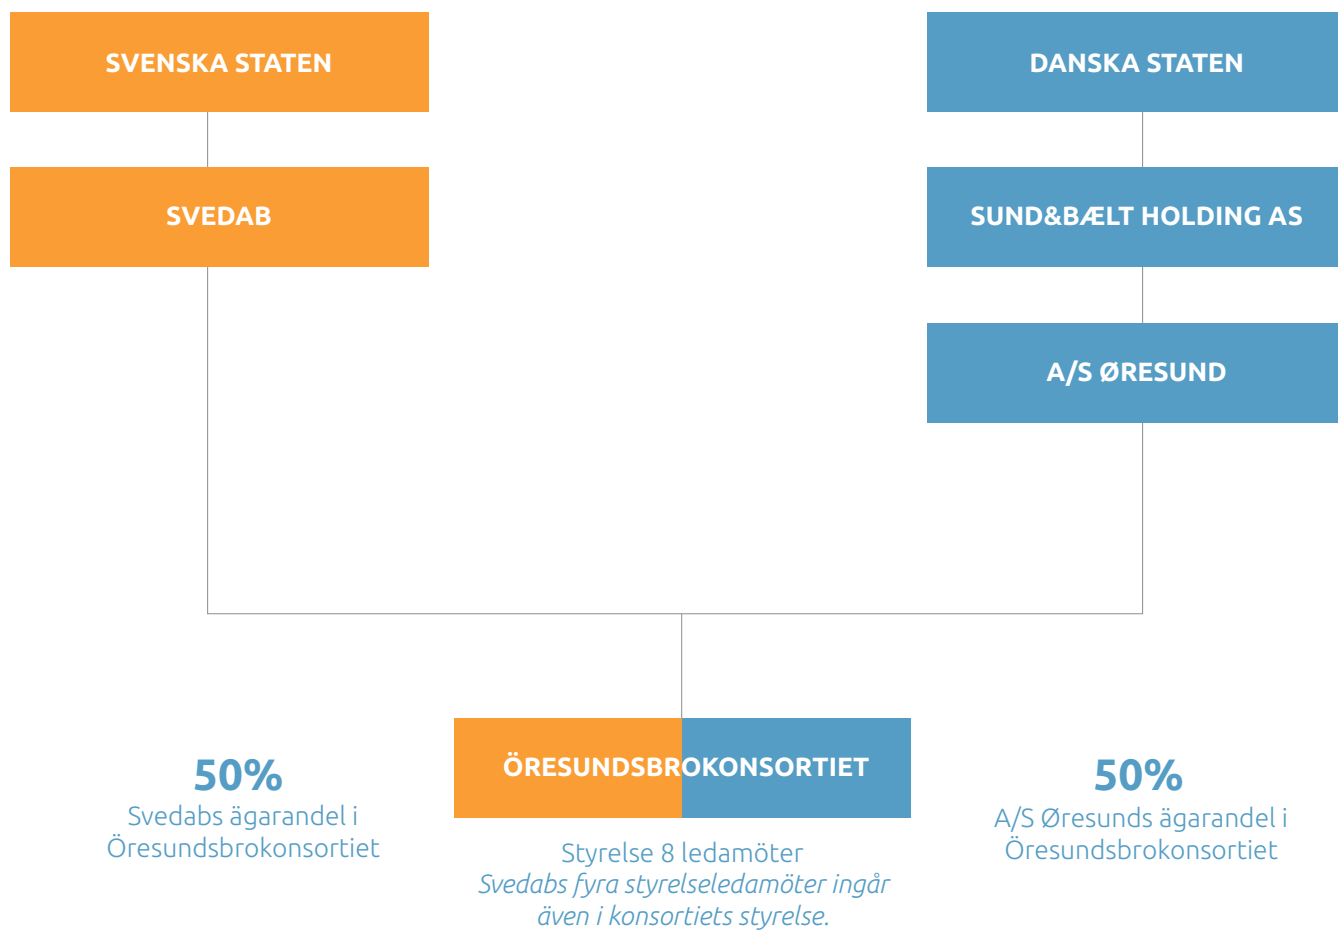 SVENSKA STATEN
DANSKA STATEN
SVEDAB
SUND&BÆLT HOLDING AS
A/S ØRESUND
ÖRESUNDSBROKONSORTIET
50%
Svedabs ägarandel i
Öresundsbrokonsortiet
50%
A/S Øresunds ägarandel i
Öresundsbrokonsortiet
Styrelse 8 ledamöter
Svedabs fyra styrelseledamöter ingår
även i konsortiets styrelse.